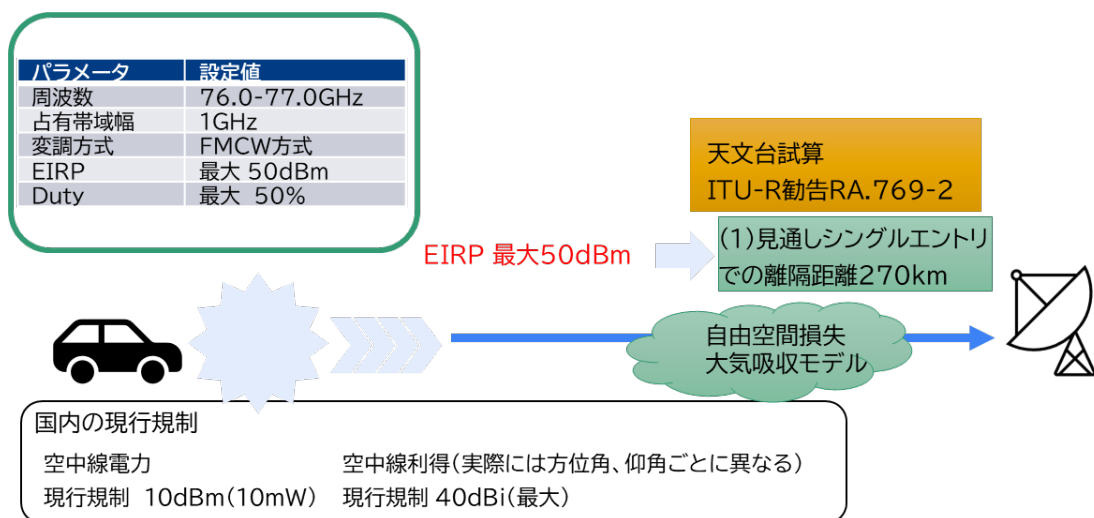 パラメータ 設定値
周波数 76.0-77.0GHz
占有帯域幅 1GHz
変調方式 FMCW方式
EIRP 最大 50dBm
Duty 最大 50%
天文台試算
ITU-R勧告RA.769-2
EIRP 最大50dBm
(1)見通しシングルエントリ
での離隔距離270km
自由空間損失
大気吸収モデル
国内の現行規制
空中線電力 空中線利得(実際には方位角、仰角ごとに異なる)
現行規制 10dBm(10mW) 現行規制 40dBi(最大)